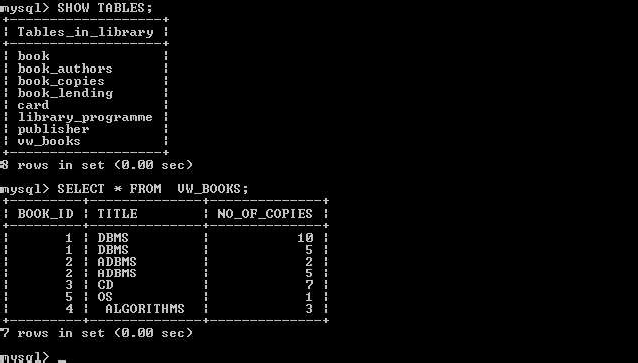 mysql> SHOW TABLES;
+--------------------+
| Tables_in_library  |
+--------------------+
| book               |
| book_authors       |
| book_copies        |
| book_lending       |
| card               |
| library_programme  |
| publisher          |
| vw_books           |
+--------------------+
8 rows in set (0.00 sec)
mysql> SELECT * FROM  VW_BOOKS;
+---------+-------------+--------------+
| BOOK_ID | TITLE       | NO_OF_COPIES |
+---------+-------------+--------------+
|       1 | DBMS        |           10 |
|       1 | DBMS        |            5 |
|       2 | ADBMS       |            2 |
|       2 | ADBMS       |            5 |
|       3 | CD          |            7 |
|       5 | OS          |            1 |
|       4 |  ALGORITHMS |            3 |
+---------+-------------+--------------+
7 rows in set (0.00 sec)
mysql> _